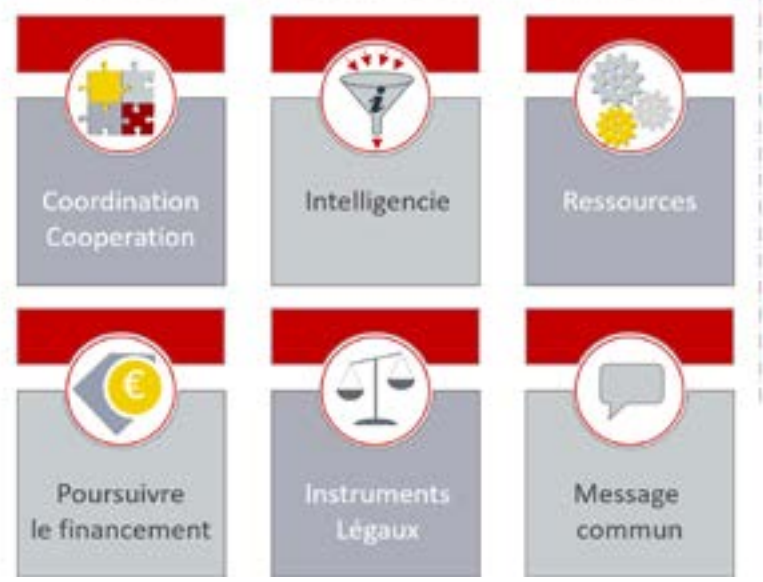 Coordination
Cooperation
Intelligencie
Ressources
€
Poursuivre
le financement
Instruments
Légaux
Message
commun